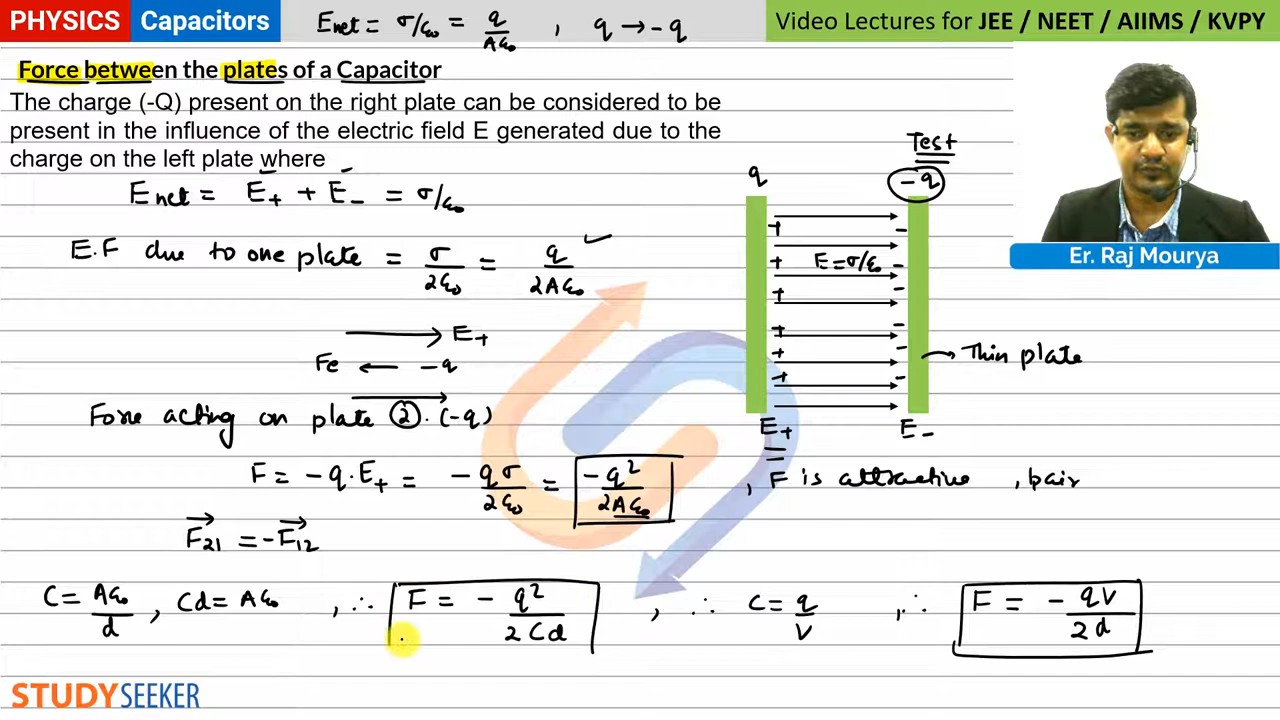 PHYSICS Capacitors
Enet = σ/ε₀ = q/Aε₀ , q → -q
Video Lectures for JEE / NEET / AIIMS / KVPY
Force between the plates of a Capacitor
The charge (-Q) present on the right plate can be considered to be
present in the influence of the electric field E generated due to the
charge on the left plate where
Enet = E₊ + E₋ = σ/ε₀
E.F due to one plate = σ/2ε₀ = q/2Aε₀ ✓
→ E₊
Fe ← -q
Force acting on plate ②. (-q)
F = -q.E₊ = -qσ/2ε₀ = -q²/2Aε₀
, F is attractive , pair
F₂₁ = -F₁₂
C = Aε₀/d , Cd = Aε₀ , ∴ F = - q²/2Cd , ∴ C = q/V , ∴ F = - qV/2d
Test
q
-q
+ -
+ E = σ/ε₀ -
+ -
+ -
+ -
+ -
Thin plate
E₊ E₋
Er. Raj Mourya
STUDYSEEKER